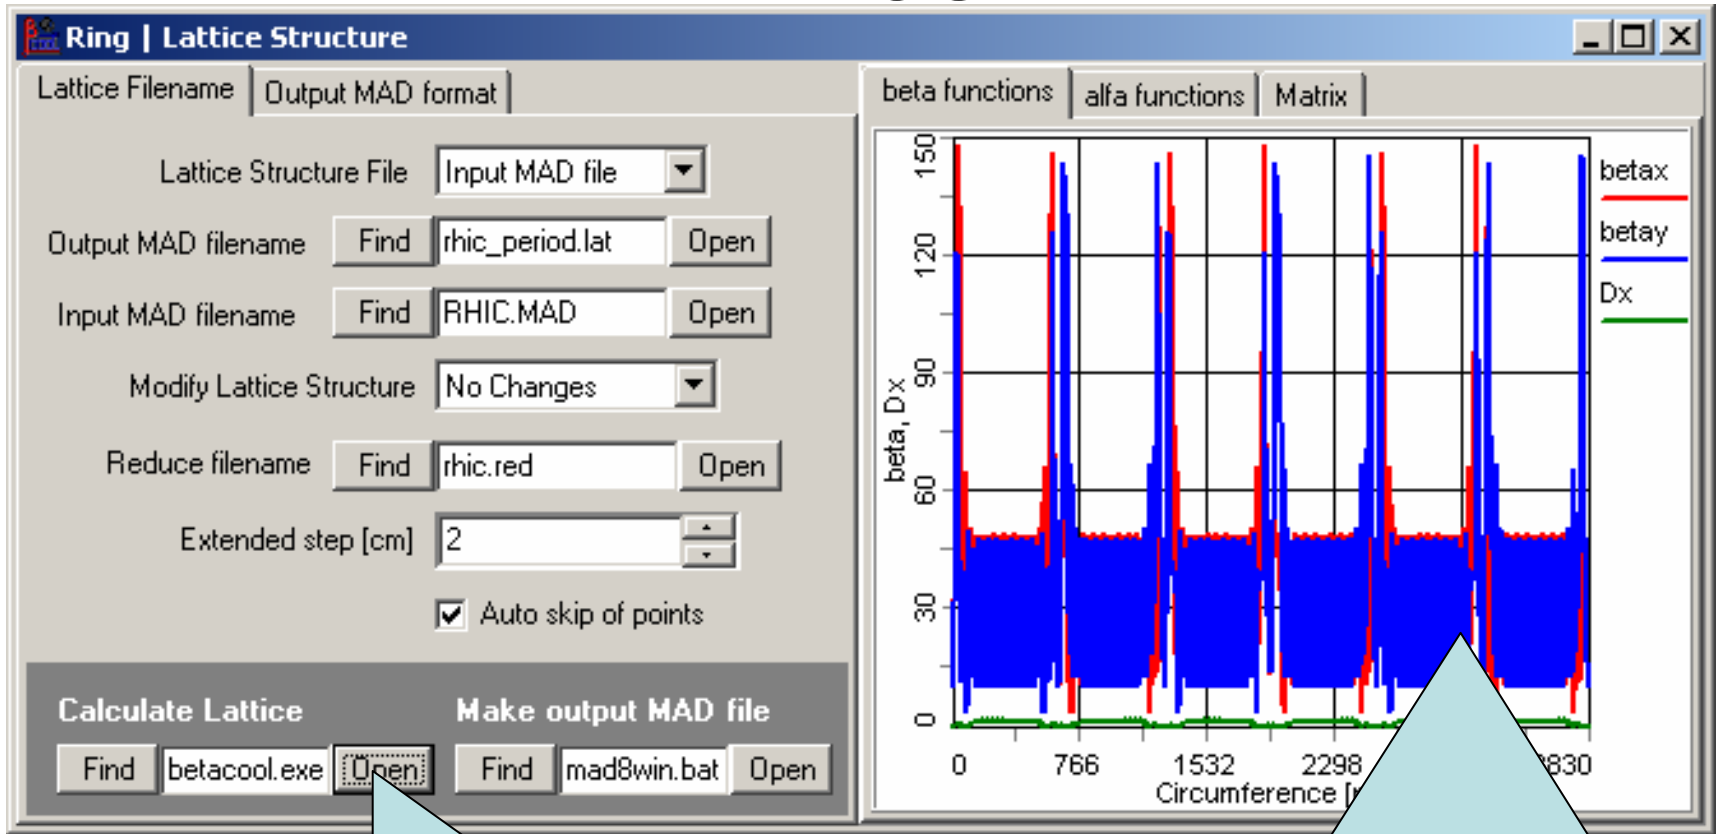 Ring | Lattice Structure
Lattice Filename Output MAD format
Lattice Structure File Input MAD file
Output MAD filename Find rhic_period.lat Open
Input MAD filename Find RHIC.MAD Open
Modify Lattice Structure No Changes
Reduce filename Find rhic.red Open
Extended step [cm] 2
Auto skip of points
Calculate Lattice Make output MAD file
Find betacool.exe Open Find mad8win.bat Open
beta functions alfa functions Matrix
beta, Dx
150
120
90
60
30
0
betax
betay
Dx
0 766 1532 2298 3830
Circumference